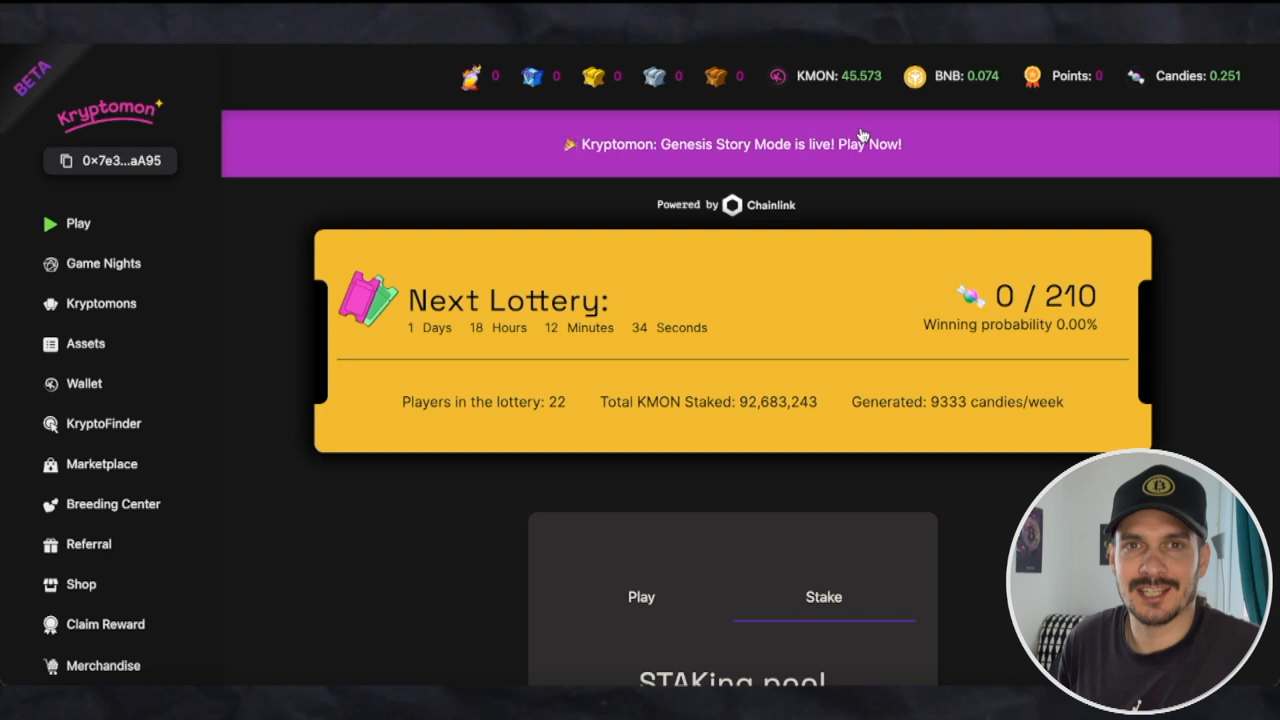 BETA
Kryptomon
0 0 0 0 0 KMON: 45.573 BNB: 0.074 Points: 0 Candies: 0.251
0×7e3...aA95
Kryptomon: Genesis Story Mode is live! Play Now!
Powered by Chainlink
Play
Game Nights
Kryptomons
Assets
Wallet
KryptoFinder
Marketplace
Breeding Center
Referral
Shop
Claim Reward
Merchandise
Next Lottery:
1 Days 18 Hours 12 Minutes 34 Seconds
0 / 210
Winning probability 0.00%
Players in the lottery: 22 Total KMON Staked: 92,683,243 Generated: 9333 candies/week
Play Stake
STAKing pool